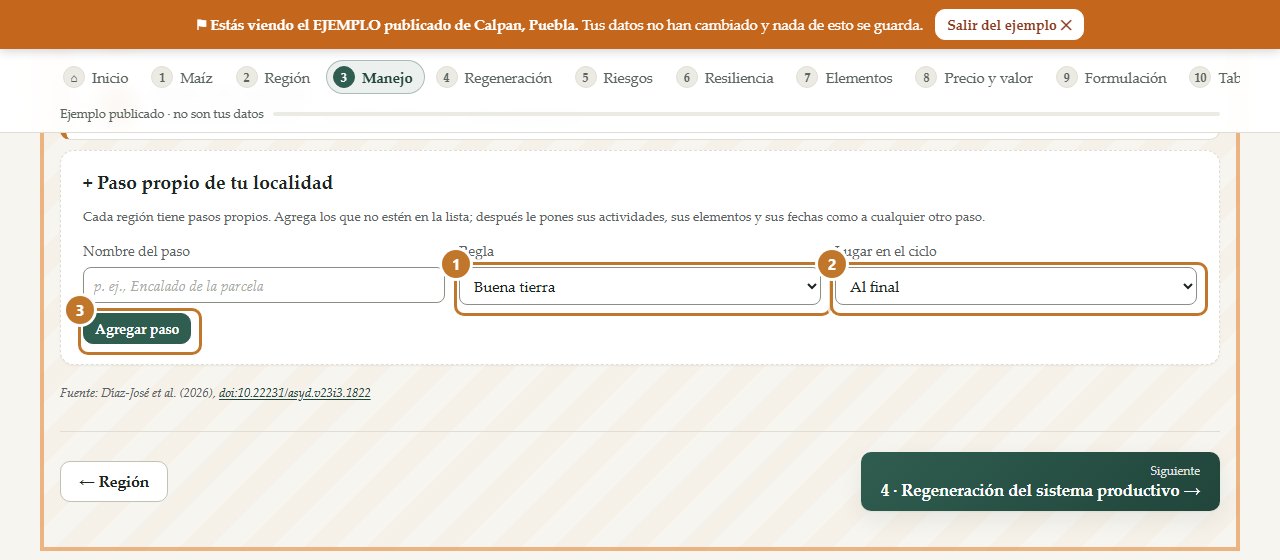 ⚑ Estás viendo el EJEMPLO publicado de Calpan, Puebla. Tus datos no han cambiado y nada de esto se guarda. Salir del ejemplo ✕
⌂ Inicio 1 Maíz 2 Región 3 Manejo 4 Regeneración 5 Riesgos 6 Resiliencia 7 Elementos 8 Precio y valor 9 Formulación 10 Tab
Ejemplo publicado · no son tus datos
+ Paso propio de tu localidad
Cada región tiene pasos propios. Agrega los que no estén en la lista; después le pones sus actividades, sus elementos y sus fechas como a cualquier otro paso.
Nombre del paso Regla Lugar en el ciclo
1 2
p. ej., Encalado de la parcela Buena tierra Al final
3
Agregar paso
Fuente: Díaz-José et al. (2026), doi:10.22231/asyd.v23i3.1822
← Región
Siguiente
4 · Regeneración del sistema productivo →